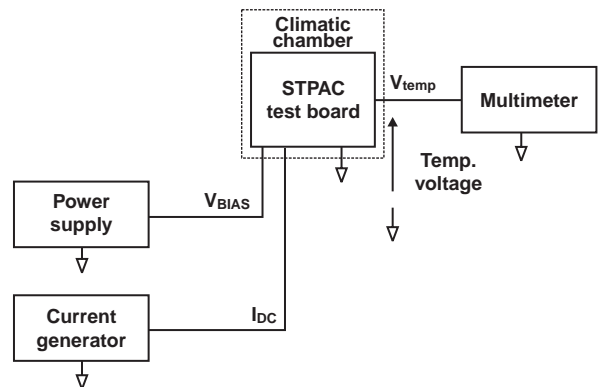 Climatic
chamber
STPAC
test board
Vtemp
Multimeter
Temp.
voltage
Power
supply
VBIAS
Current
generator
IDC